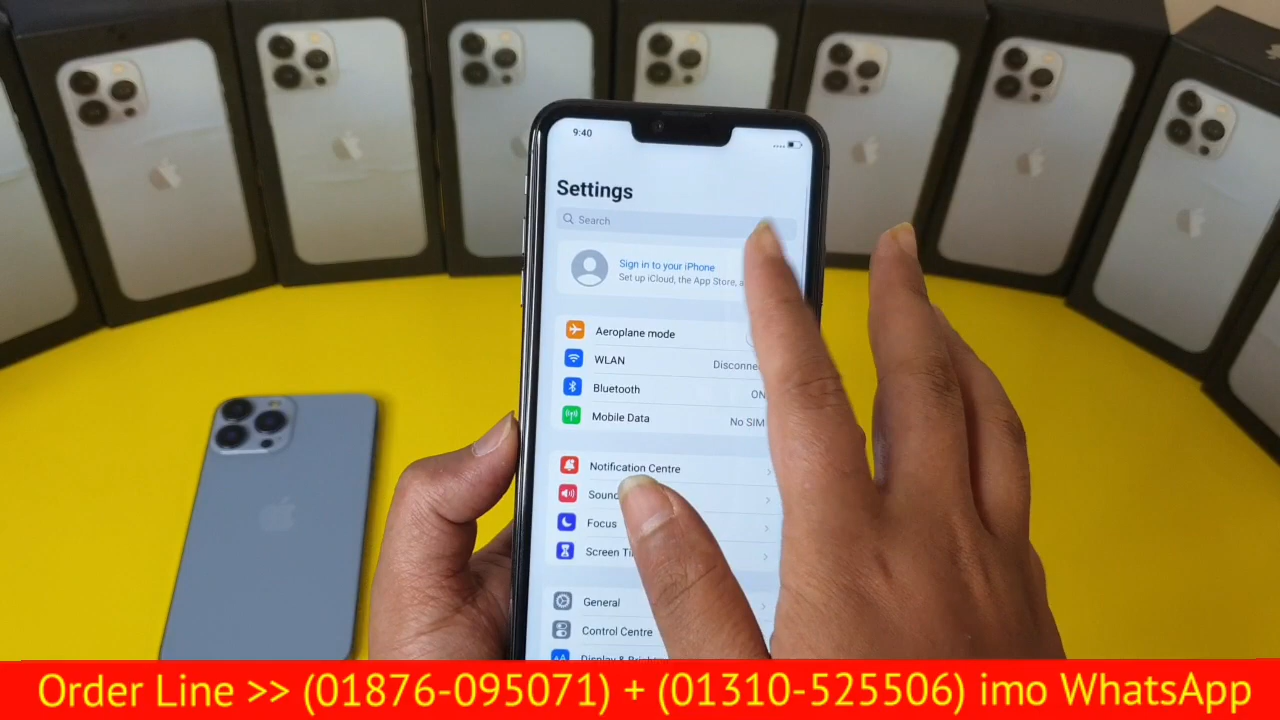 9:40
Settings
Search
Sign in to your iPhone
Set up iCloud, the App Store,
Aeroplane mode
WLAN
Bluetooth ON
Mobile Data No SIM
Notification Centre
Focus
Screen
General
Control Centre
Order Line >> (01876-095071) + (01310-525506) imo WhatsApp